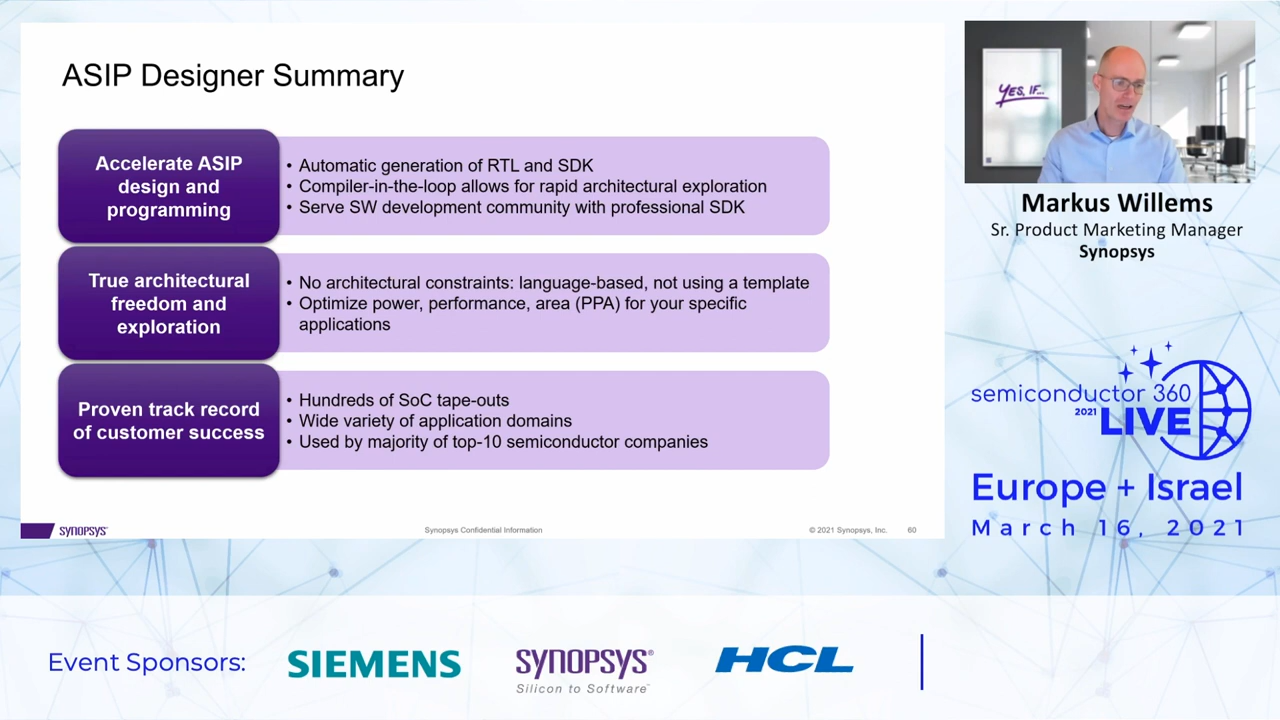 ASIP Designer Summary
Accelerate ASIP
design and
programming
• Automatic generation of RTL and SDK
• Compiler-in-the-loop allows for rapid architectural exploration
• Serve SW development community with professional SDK
True architectural
freedom and
exploration
• No architectural constraints: language-based, not using a template
• Optimize power, performance, area (PPA) for your specific
applications
Proven track record
of customer success
• Hundreds of SoC tape-outs
• Wide variety of application domains
• Used by majority of top-10 semiconductor companies
SYNOPSYS®
Synopsys Confidential Information
© 2021 Synopsys, Inc.
60
YES, IF...
Markus Willems
Sr. Product Marketing Manager
Synopsys
semiconductor 360
2021
LIVE
Europe + Israel
March 16, 2021
Event Sponsors:
SIEMENS
SYNOPSYS®
Silicon to Software™
HCL